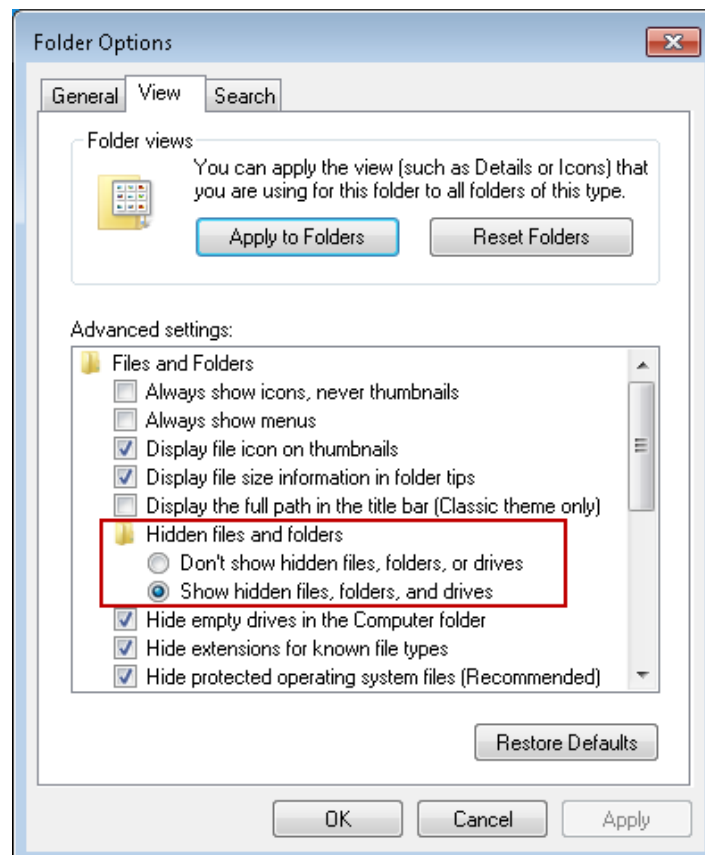 Folder Options
General
View
Search
Folder views
You can apply the view (such as Details or Icons) that
you are using for this folder to all folders of this type.
Apply to Folders
Reset Folders
Advanced settings:
Files and Folders
Always show icons, never thumbnails
Always show menus
Display file icon on thumbnails
Display file size information in folder tips
Display the full path in the title bar (Classic theme only)
Hidden files and folders
Don't show hidden files, folders, or drives
Show hidden files, folders, and drives
Hide empty drives in the Computer folder
Hide extensions for known file types
Hide protected operating system files (Recommended)
Restore Defaults
OK
Cancel
Apply